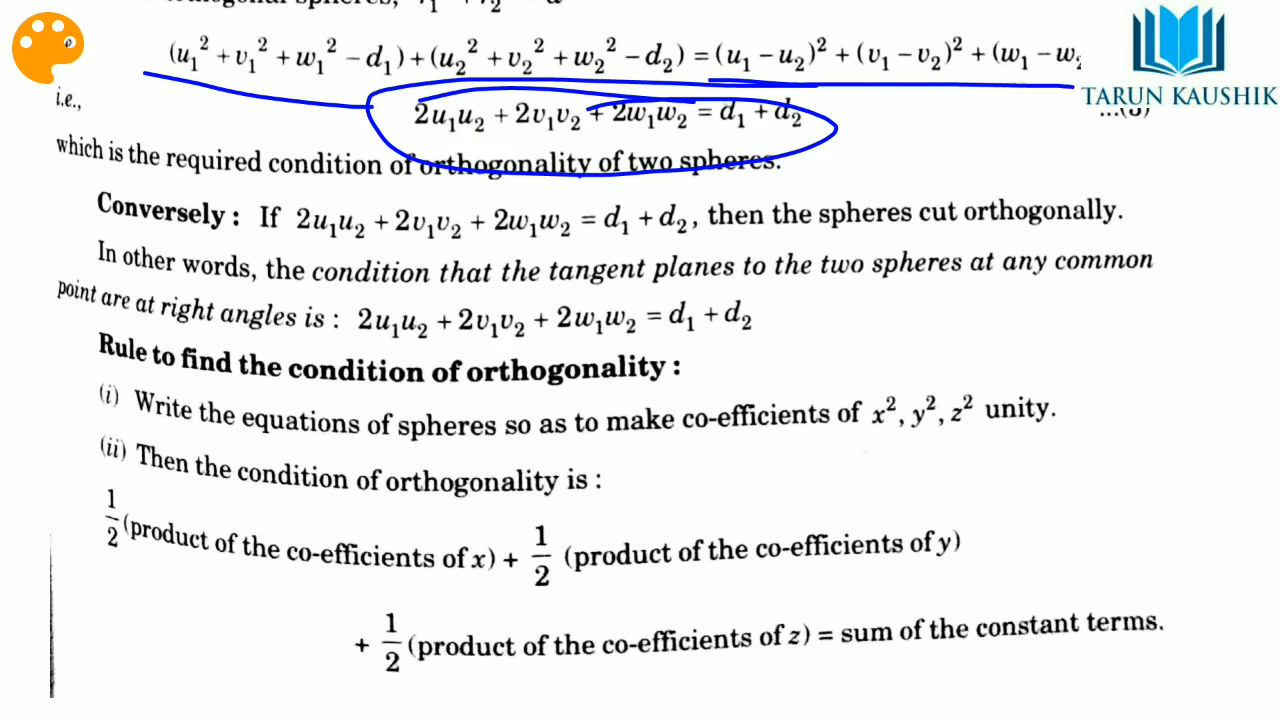 (u₁² + v₁² + w₁² − d₁) + (u₂² + v₂² + w₂² − d₂) = (u₁ − u₂)² + (v₁ − v₂)² + (w₁ − w₂
TARUN KAUSHIK
i.e., 2u₁u₂ + 2v₁v₂ + 2w₁w₂ = d₁ + d₂
which is the required condition of orthogonality of two spheres.
Conversely : If 2u₁u₂ + 2v₁v₂ + 2w₁w₂ = d₁ + d₂, then the spheres cut orthogonally.
In other words, the condition that the tangent planes to the two spheres at any common
point are at right angles is : 2u₁u₂ + 2v₁v₂ + 2w₁w₂ = d₁ + d₂
Rule to find the condition of orthogonality :
(i) Write the equations of spheres so as to make co-efficients of x², y², z² unity.
(ii) Then the condition of orthogonality is :
1/2 (product of the co-efficients of x) + 1/2 (product of the co-efficients of y)
+ 1/2 (product of the co-efficients of z) = sum of the constant terms.